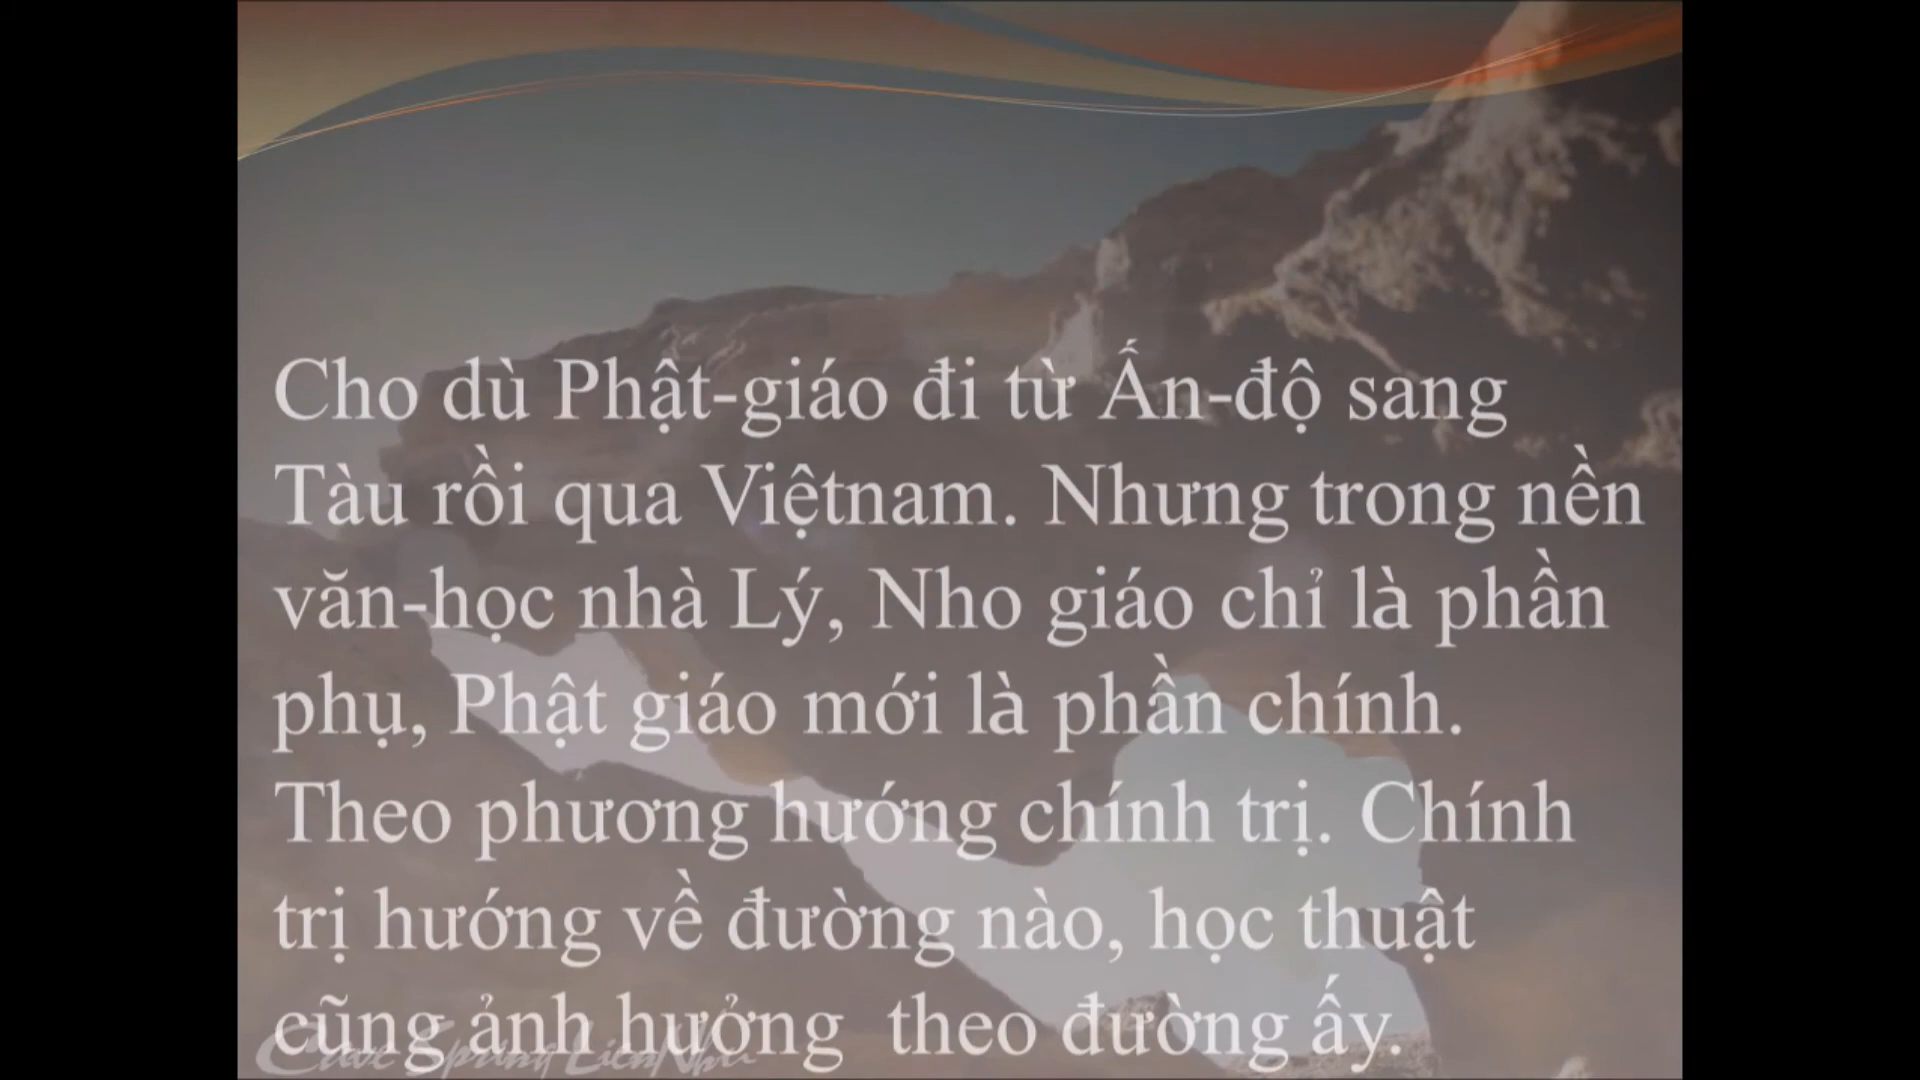 Cho dù Phật-giáo đi từ Ấn-độ sang
Tàu rồi qua Việtnam. Nhưng trong nền
văn-học nhà Lý, Nho giáo chỉ là phần
phụ, Phật giáo mới là phần chính.
Theo phương hướng chính trị. Chính
trị hướng về đường nào, học thuật
cũng ảnh hưởng  theo đường ấy.